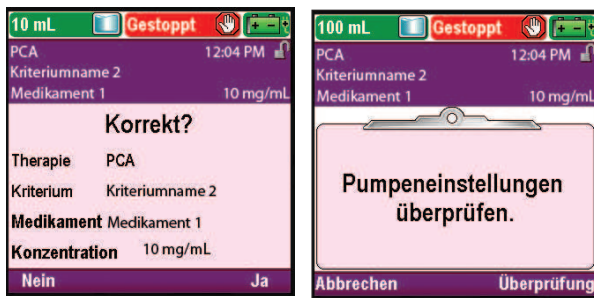 10 mL Gestoppt
PCA 12:04 PM
Kriteriumname 2
Medikament 1 10 mg/mL
Korrekt?
Therapie PCA
Kriterium Kriteriumname 2
Medikament Medikament 1
Konzentration 10 mg/mL
Nein Ja
100 mL Gestoppt
PCA 12:04 PM
Kriteriumname 2
Medikament 1 10 mg/mL
Pumpeneinstellungen
überprüfen.
Abbrechen Überprüfung